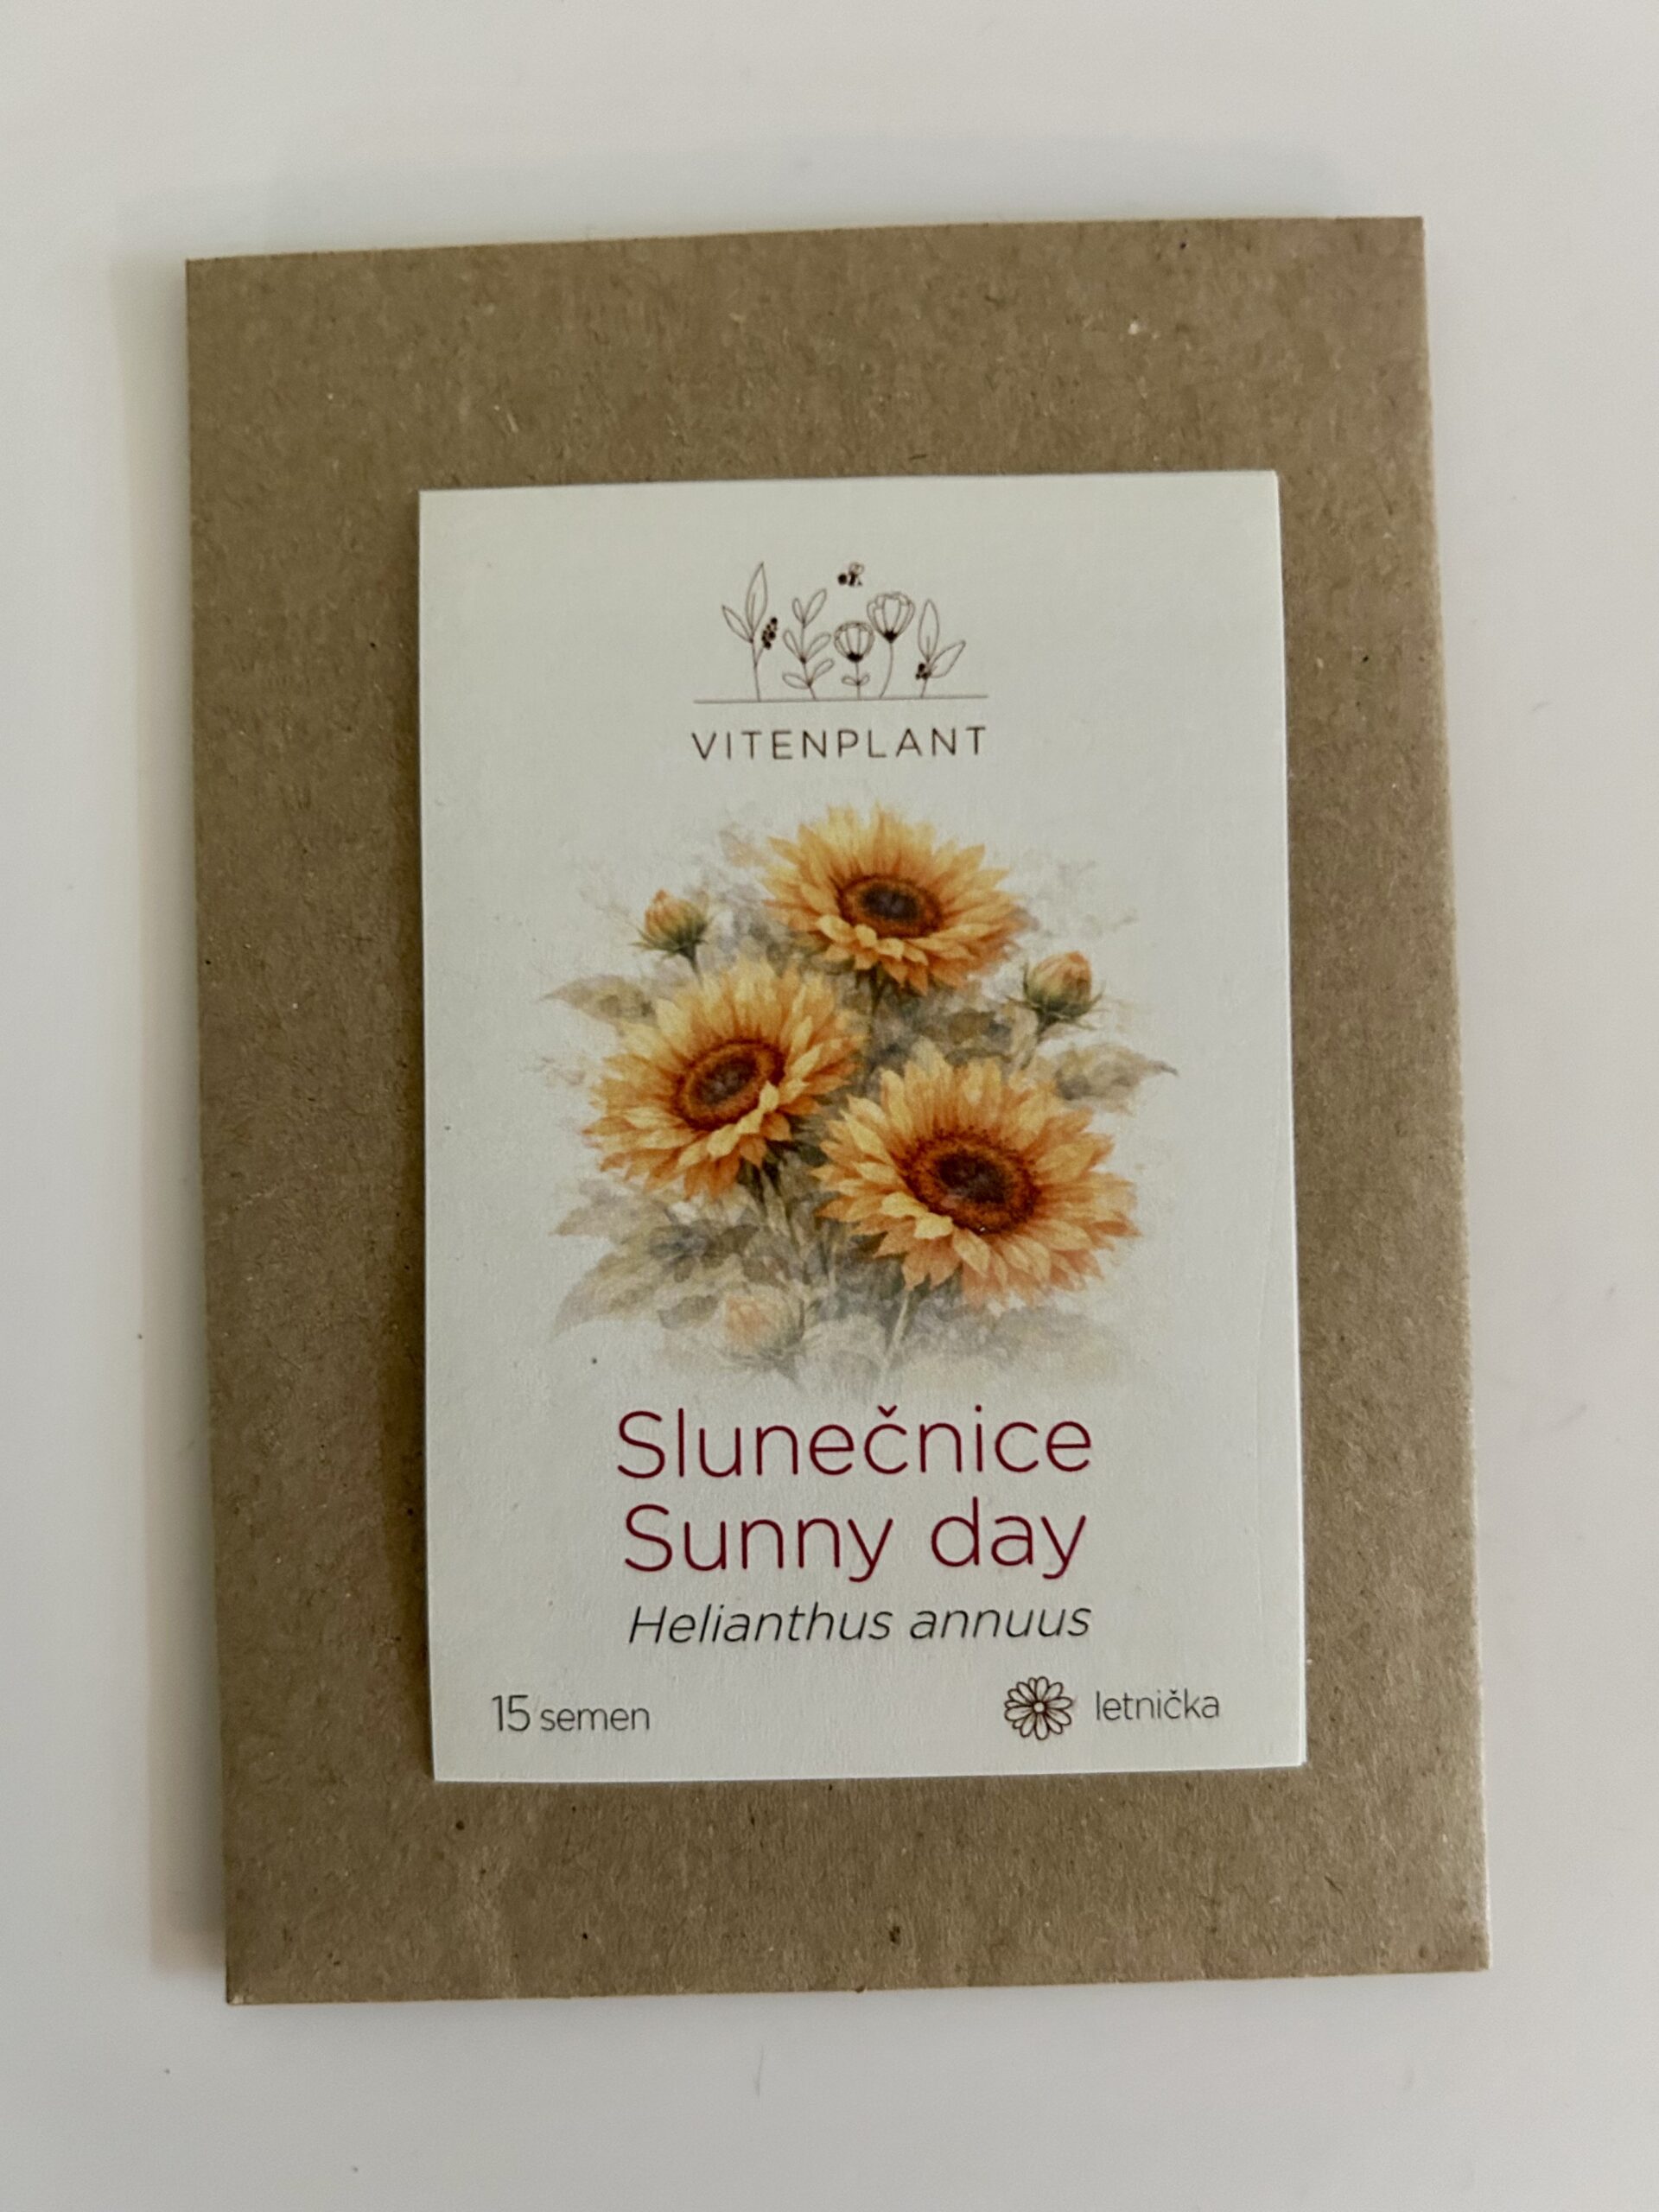 VITENPLANT
Slunečnice
Sunny day
Helianthus annuus
15 semen
letnička